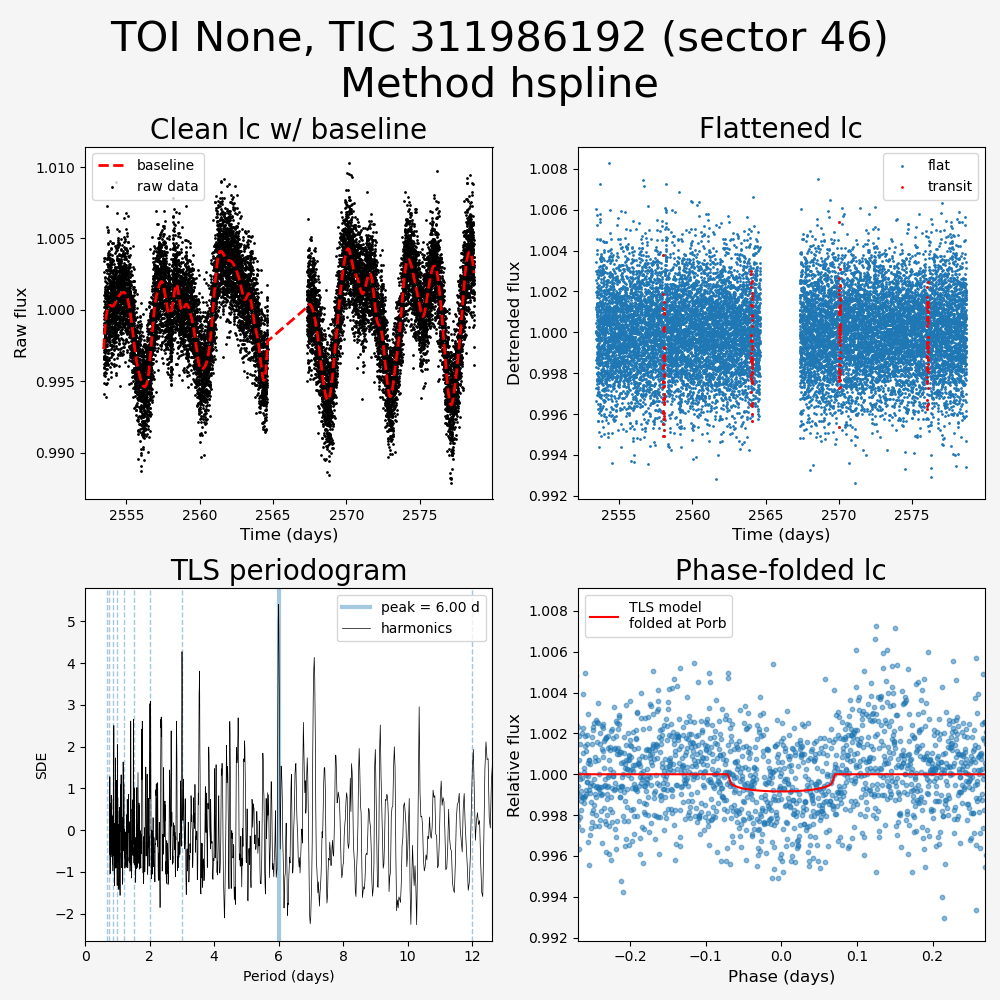 TOI None, TIC 311986192 (sector 46)
Method hspline
Clean lc w/ baseline
baseline
raw data
1.010
1.005
1.000
0.995
0.990
Raw flux
2555
2560
2565
2570
2575
Time (days)
Flattened lc
flat
transit
1.008
1.006
1.004
1.002
1.000
0.998
0.996
0.994
0.992
Detrended flux
2555
2560
2565
2570
2575
Time (days)
TLS periodogram
peak = 6.00 d
harmonics
5
4
3
2
1
0
−1
−2
SDE
0
2
4
6
8
10
12
Period (days)
Phase-folded lc
TLS model
folded at Porb
1.008
1.006
1.004
1.002
1.000
0.998
0.996
0.994
0.992
Relative flux
−0.2
−0.1
0.0
0.1
0.2
Phase (days)